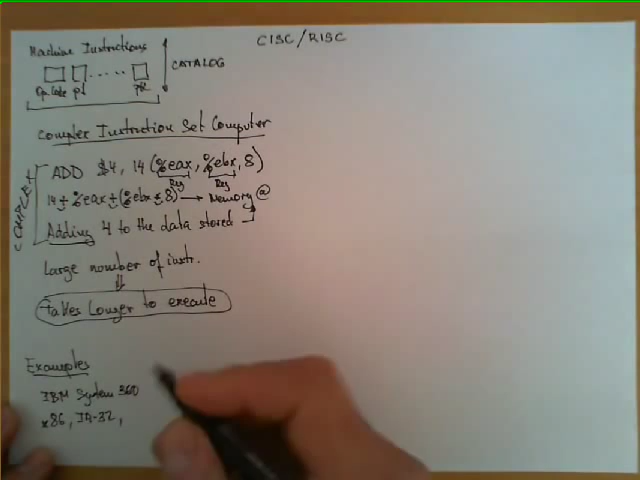 CISC/RISC
Machine Instructions
CATALOG
Op.Code P1 ..... Pk
Complex Instruction Set Computer
ADD $4, 14 (%eax, %ebx, 8)
Reg Reg
14 + %eax + (%ebx * 8) → Memory @
Adding 4 to the data stored
Large number of instr.
Takes Longer to execute
Examples
IBM System 360
x86, IA-32,